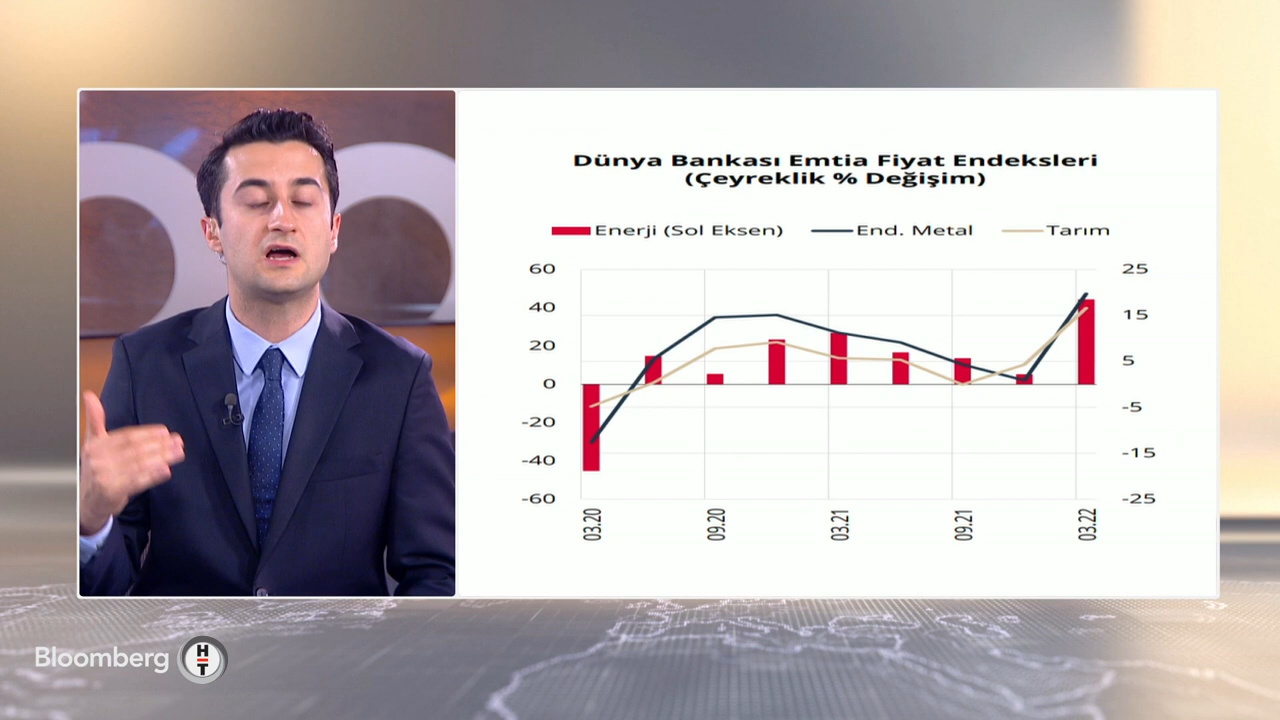 Dünya Bankası Emtia Fiyat Endeksleri
(Çeyreklik % Değişim)
Enerji (Sol Eksen) End. Metal Tarım
60 25
40 15
20 5
0 -5
-20 -15
-40 -25
-60
03.20 09.20 03.21 09.21 03.22
Bloomberg HT